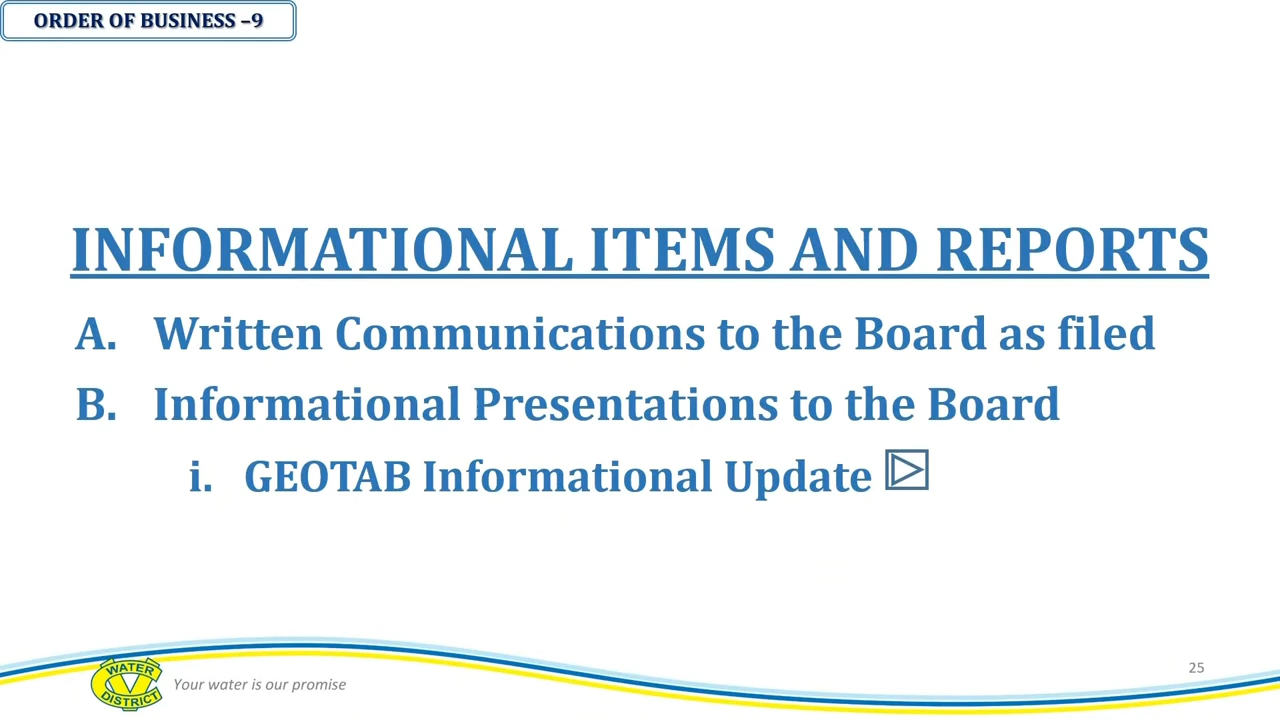 ORDER OF BUSINESS –9
INFORMATIONAL ITEMS AND REPORTS
A. Written Communications to the Board as filed
B. Informational Presentations to the Board
i. GEOTAB Informational Update
WATER
DISTRICT
Your water is our promise
25